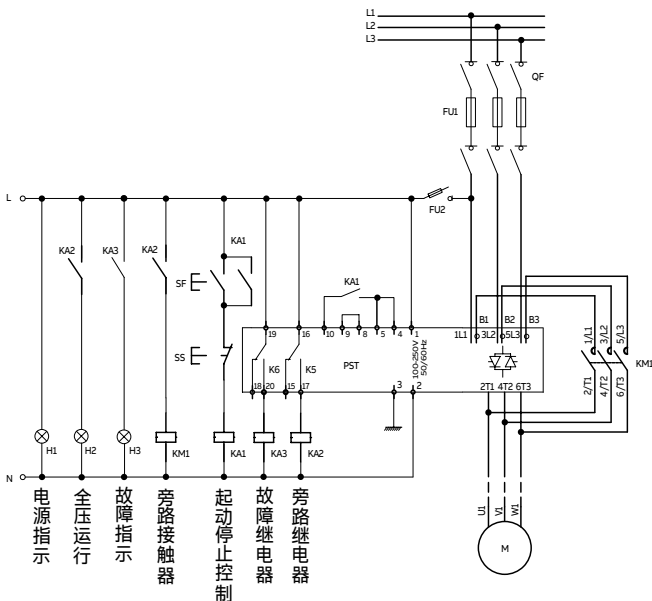 L1
L2
L3
QF
FU1
L
FU2
KA2
KA3
KA2
KA1
KA1
SF
B1
B2
B3
1L1
3L2
5L3
1/L1
3/L2
5/L3
19
16
10
9
8
5
4
1
SS
K6
K5
PST
100-250V
50/60Hz
KM1
18
20
15
17
3
2
2T1
4T2
6T3
2/T1
4/T2
6/T3
H1
H2
H3
KM1
KA1
KA3
KA2
N
电源指示
全压运行
故障指示
旁路接触器
起动停止控制
故障继电器
旁路继电器
U1
V1
W1
M